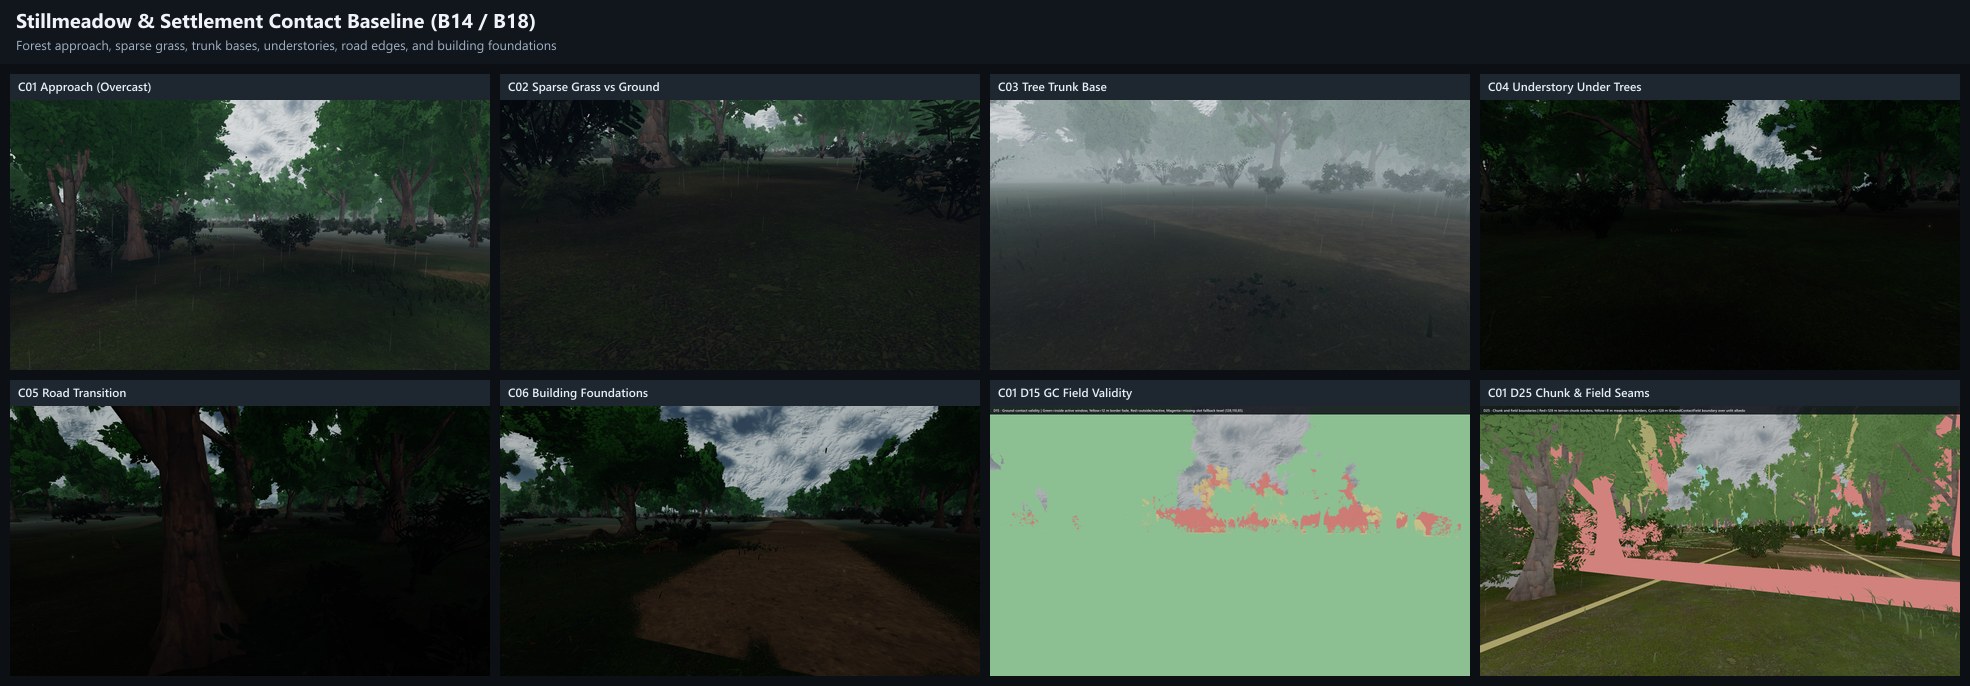 Stillmeadow & Settlement Contact Baseline (B14 / B18)
Forest approach, sparse grass, trunk bases, understories, road edges, and building foundations
C01 Approach (Overcast)
C02 Sparse Grass vs Ground
C03 Tree Trunk Base
C04 Understory Under Trees
C05 Road Transition
C06 Building Foundations
C01 D15 GC Field Validity
C01 D25 Chunk & Field Seams